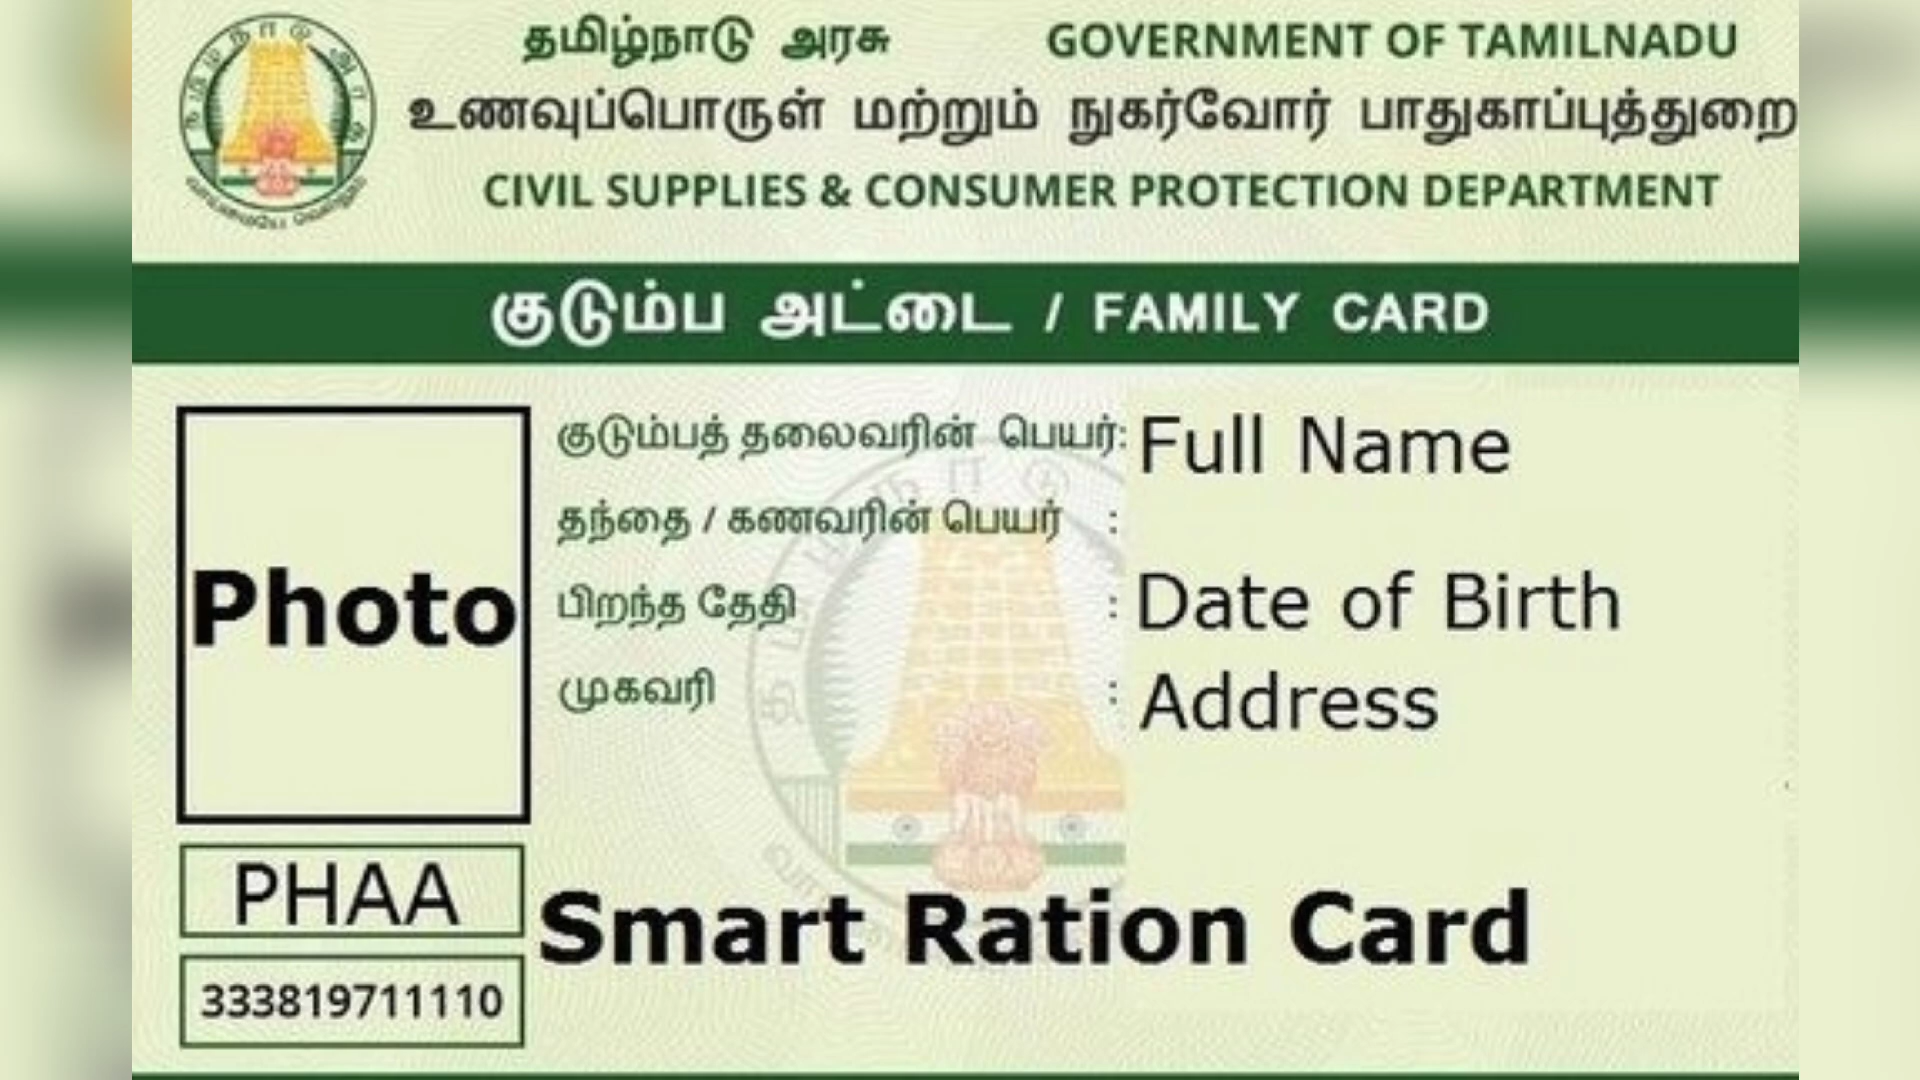 தமிழ்நாடு அரசு GOVERNMENT OF TAMILNADU
உணவுப்பொருள் மற்றும் நுகர்வோர் பாதுகாப்புத்துறை
CIVIL SUPPLIES & CONSUMER PROTECTION DEPARTMENT
குடும்ப அட்டை / FAMILY CARD
குடும்பத் தலைவரின் பெயர்: Full Name
தந்தை / கணவரின் பெயர் :
பிறந்த தேதி : Date of Birth
முகவரி : Address
Photo
PHAA
Smart Ration Card
333819711110